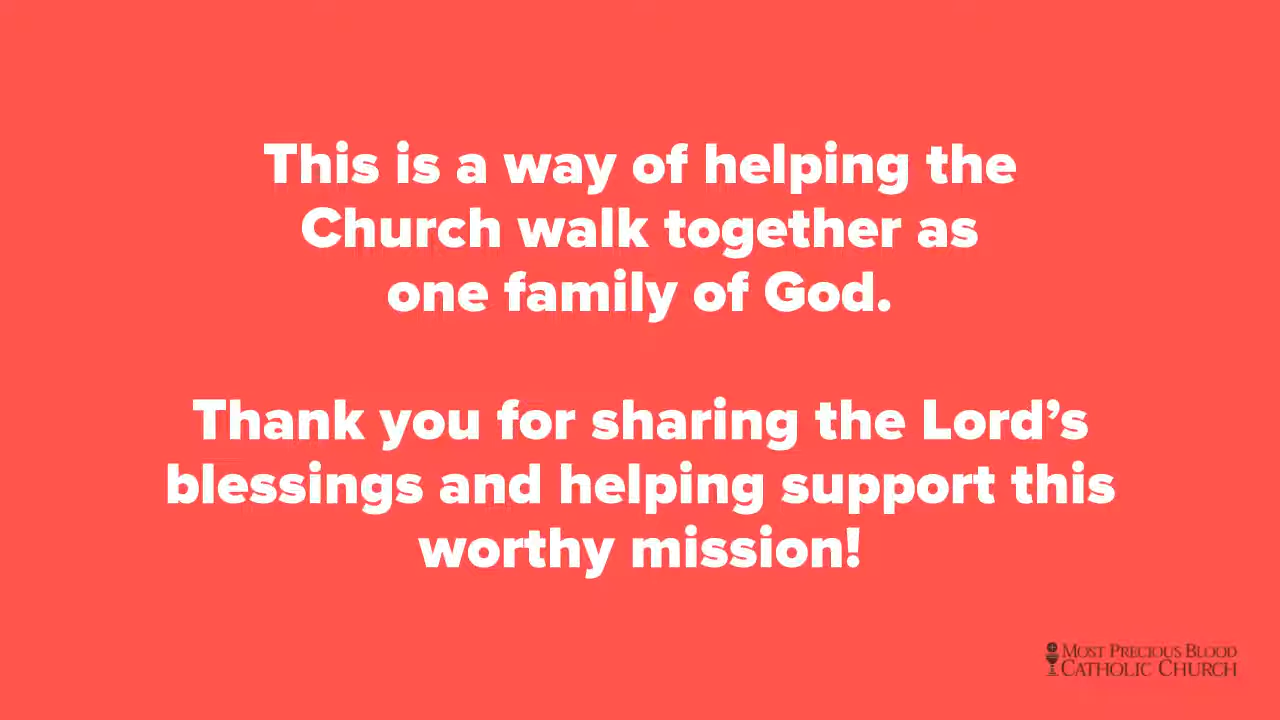 This is a way of helping the
Church walk together as
one family of God.
Thank you for sharing the Lord’s
blessings and helping support this
worthy mission!
MOST PRECIOUS BLOOD
CATHOLIC CHURCH